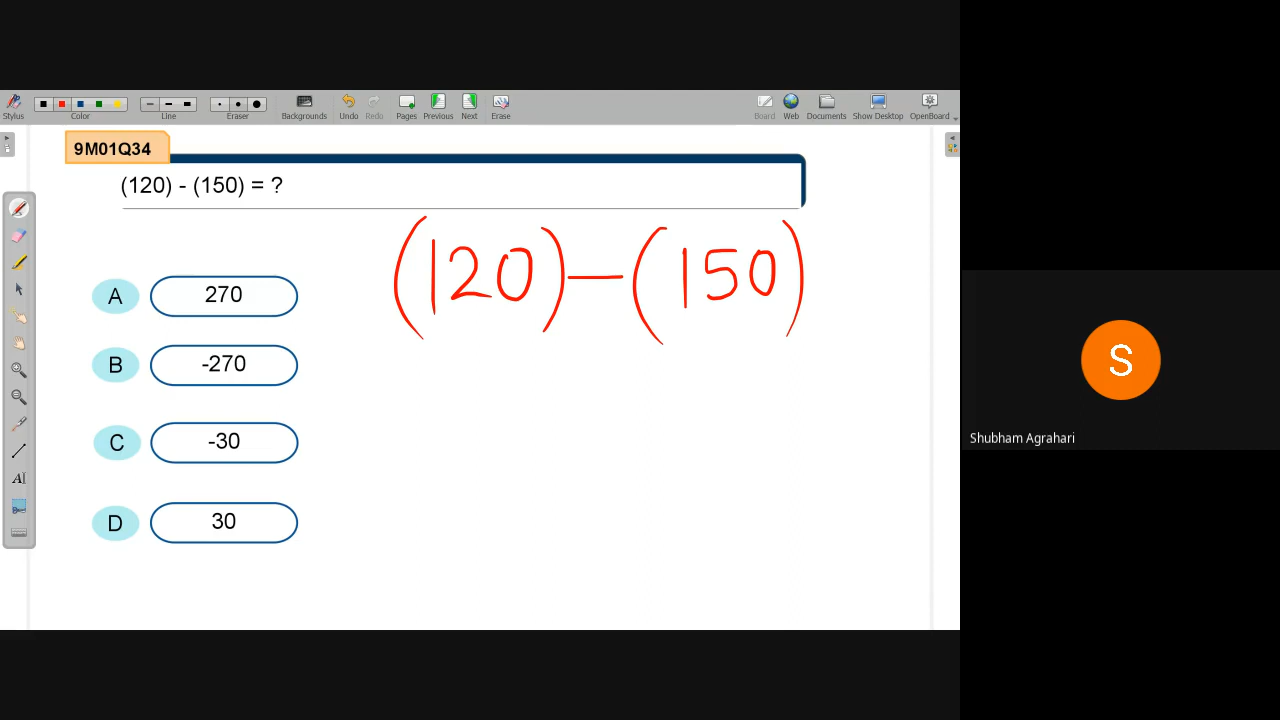 Stylus
Color
Line
Eraser
Backgrounds
Undo
Redo
Pages
Previous
Next
Erase
Board
Web
Documents
Show Desktop
OpenBoard
9M01Q34
(120) - (150) = ?
(120) — (150)
A 270
B -270
C -30
D 30
AI
S
Shubham Agrahari